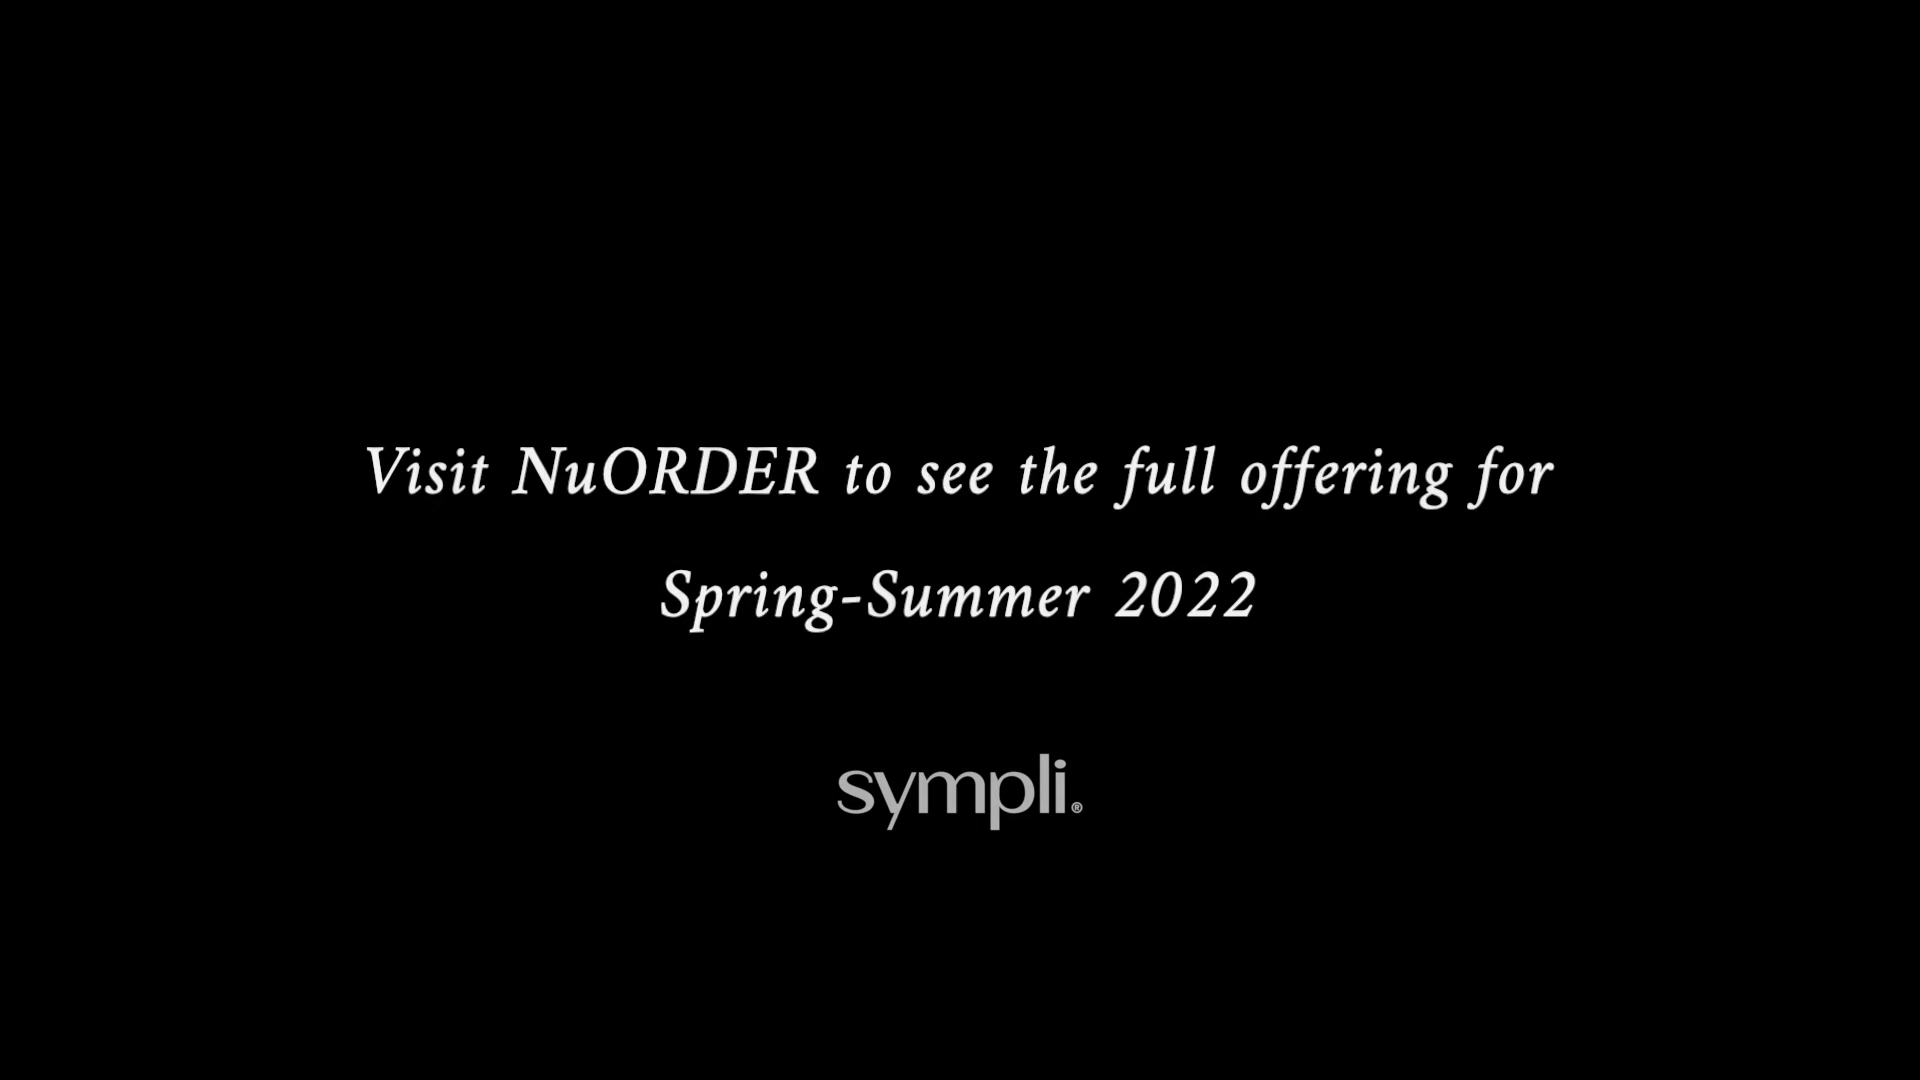 Visit NuORDER to see the full offering for
Spring-Summer 2022
sympli.®